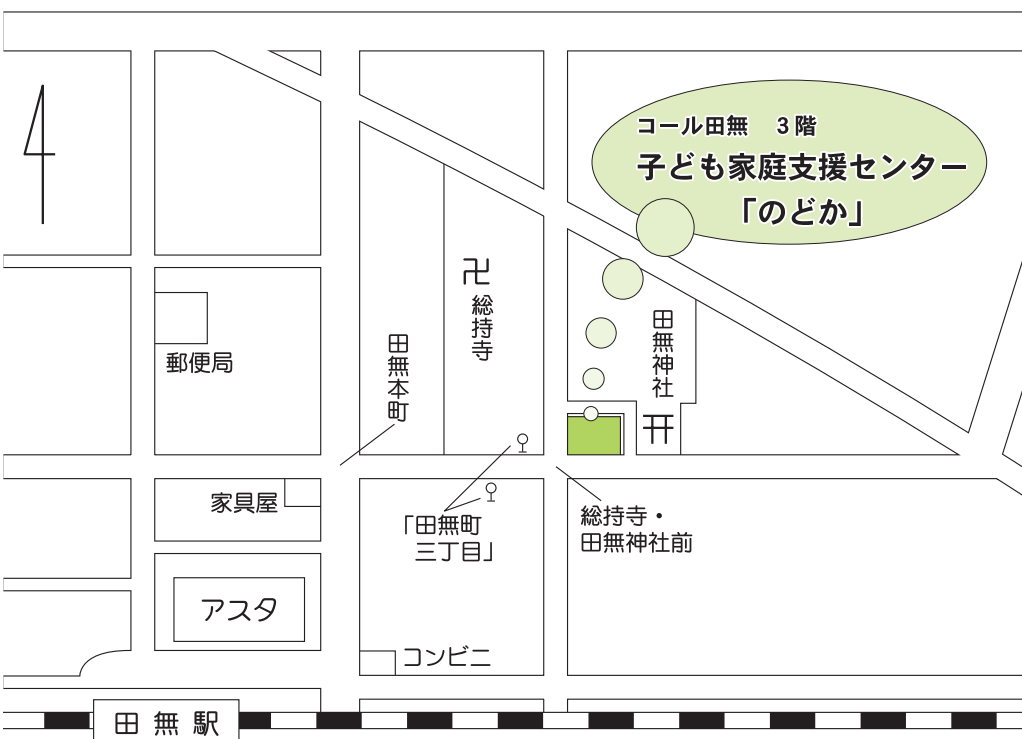 コール田無　３階
子ども家庭支援センター
「のどか」
卍
総持寺
田無神社
田無本町
郵便局
家具屋
「田無町
三丁目」
総持寺・
田無神社前
アスタ
コンビニ
田無駅